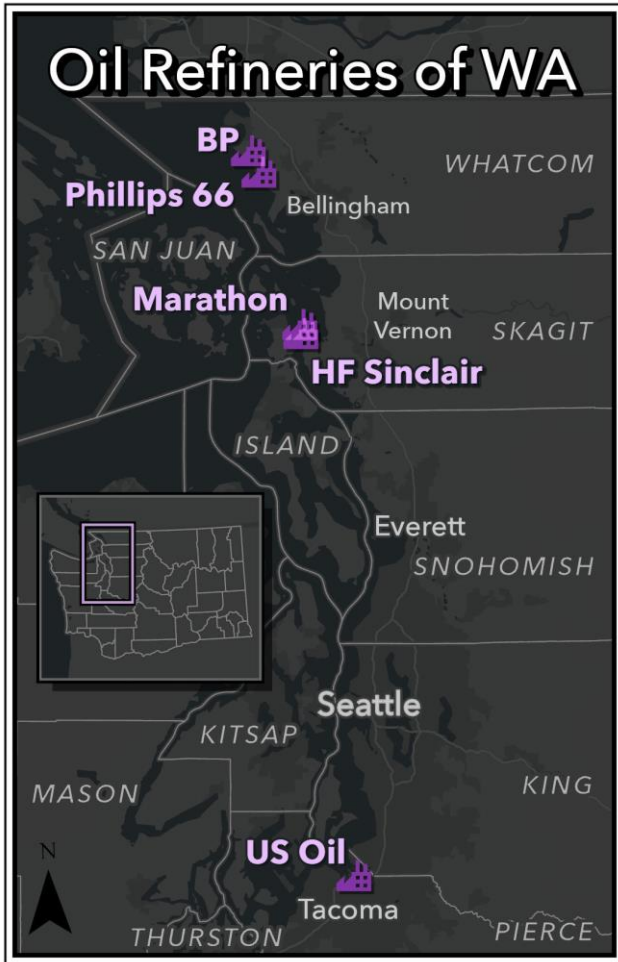 Oil Refineries of WA
BP
WHATCOM
Phillips 66
Bellingham
SAN JUAN
Marathon
Mount
Vernon
SKAGIT
HF Sinclair
ISLAND
Everett
SNOHOMISH
Seattle
KITSAP
MASON
KING
US Oil
N
Tacoma
THURSTON
PIERCE